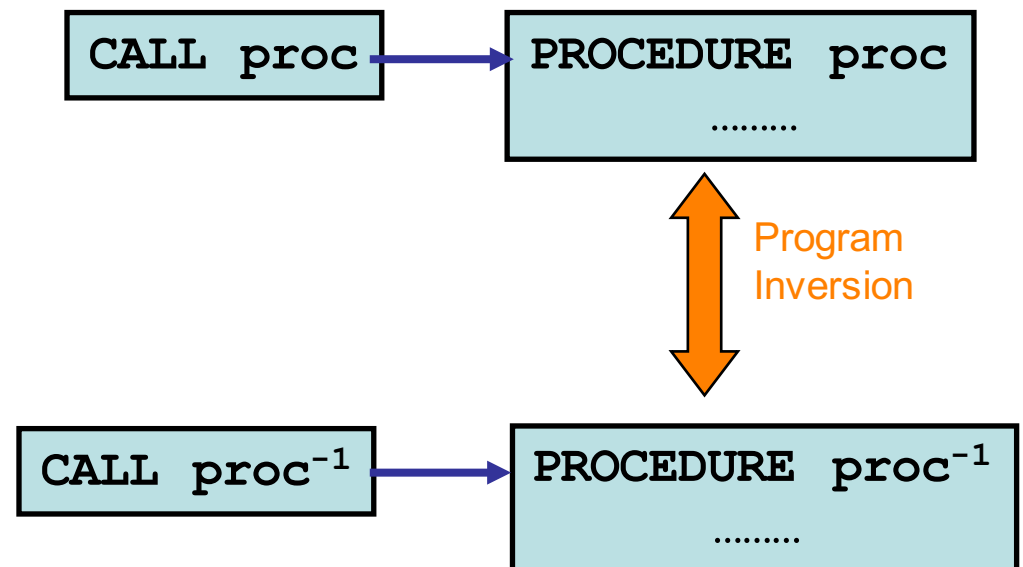 CALL proc
PROCEDURE proc
………
Program
Inversion
CALL proc⁻¹
PROCEDURE proc⁻¹
………